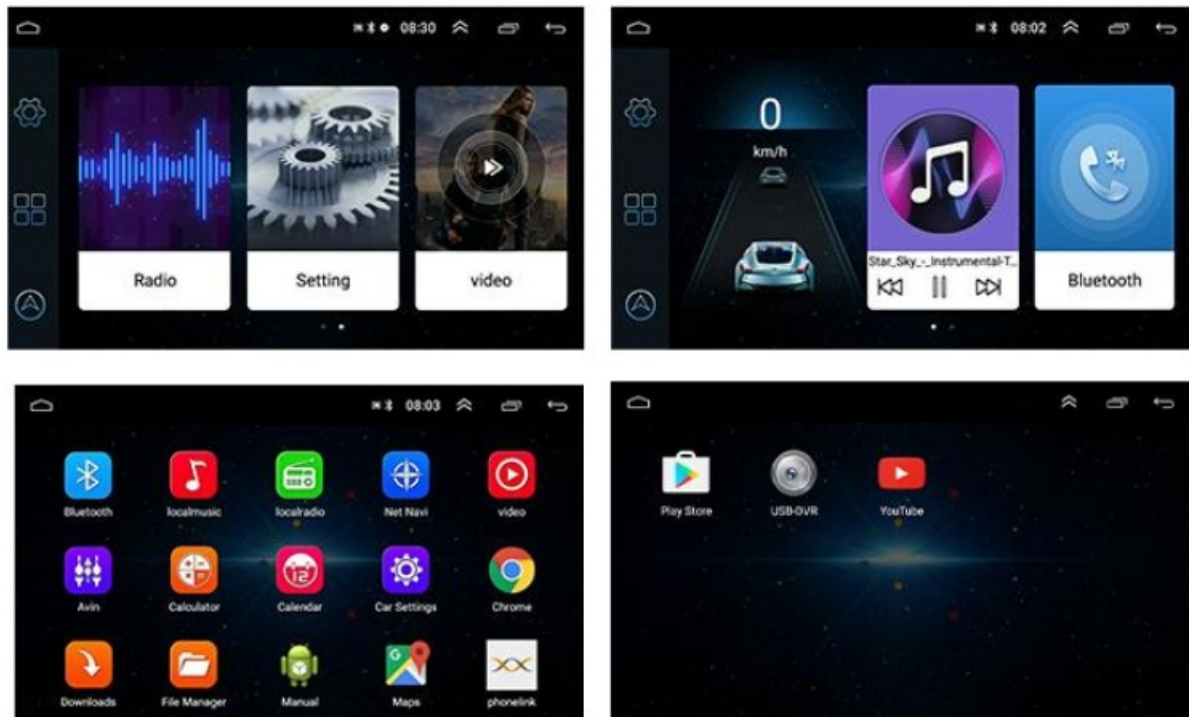 08:30
Radio Setting video
08:02
0
km/h
Star_Sky_-_Instrumental-T...
Bluetooth
08:03
Bluetooth localmusic localradio Net Navi video
Avin Calculator Calendar Car Settings Chrome
12
Downloads File Manager Manual Maps phonelink
G
Play Store USB-DVR YouTube